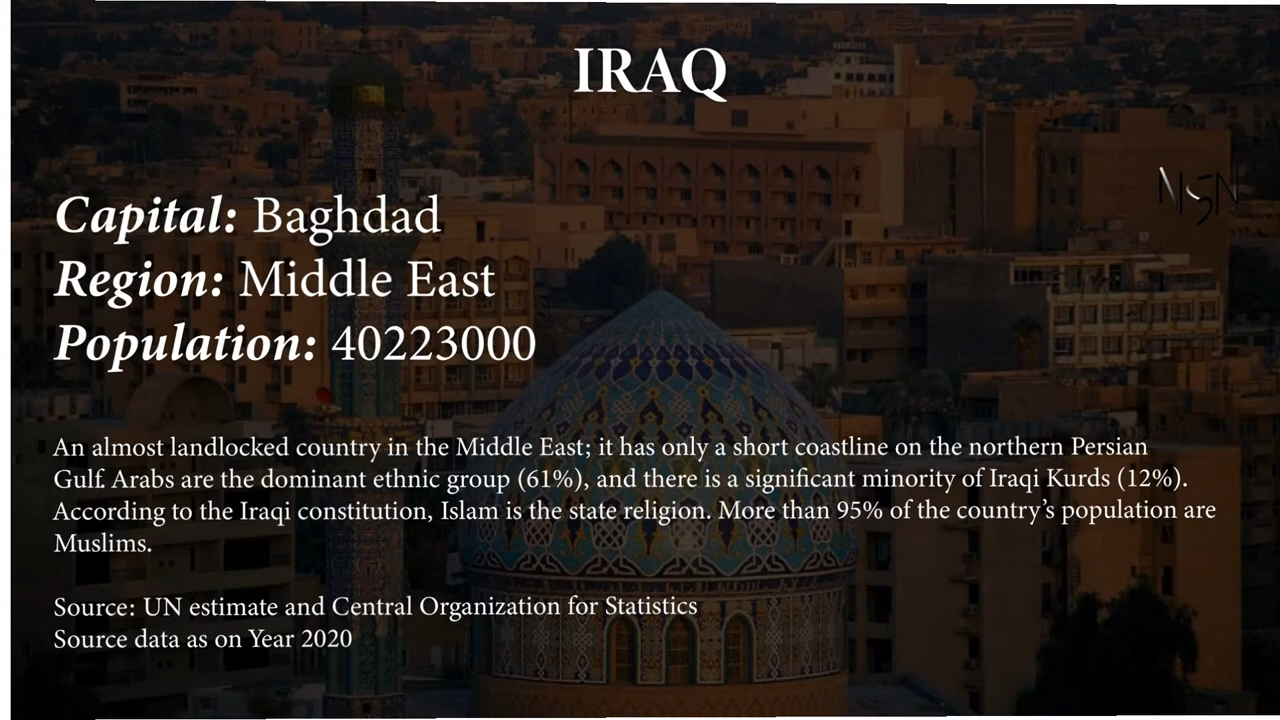 IRAQ
Capital: Baghdad
Region: Middle East
Population: 40223000
An almost landlocked country in the Middle East; it has only a short coastline on the northern Persian
Gulf. Arabs are the dominant ethnic group (61%), and there is a significant minority of Iraqi Kurds (12%).
According to the Iraqi constitution, Islam is the state religion. More than 95% of the country’s population are
Muslims.
Source: UN estimate and Central Organization for Statistics
Source data as on Year 2020